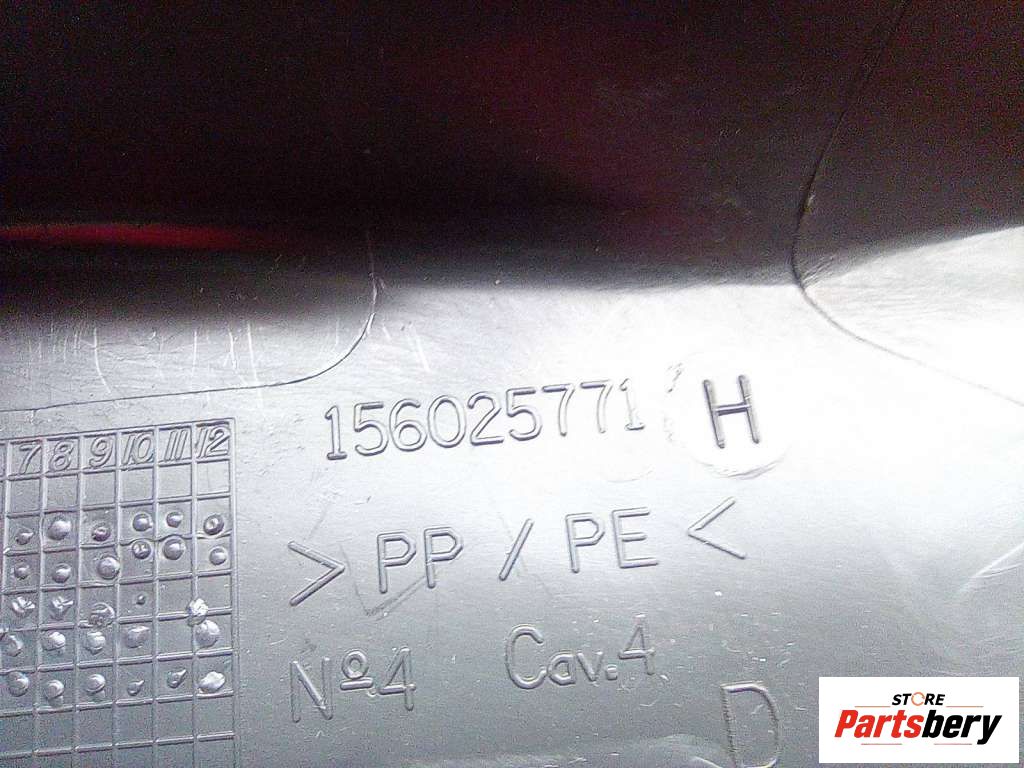 156025771 H
7 8 9 10 11 12
> PP / PE <
Nº4 Cav.4
D
STORE
Partsbery